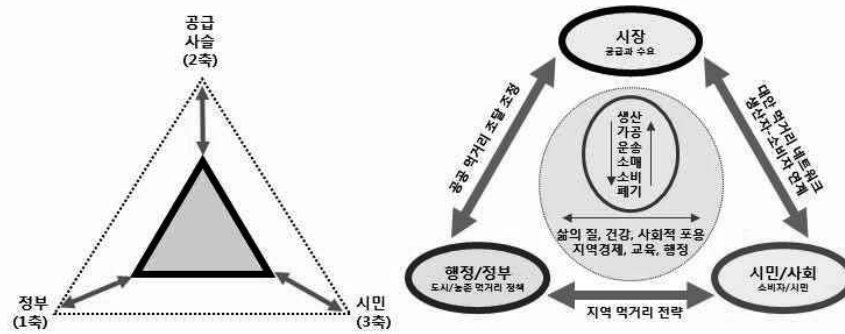 공급
사슬
(2축)
정부
(1축)
시민
(3축)
시장
공급과 수요
공공 먹거리 조달 조정
대안 먹거리 네트워크
생산자-소비자 연계
생산
가공
운송
소매
소비
폐기
삶의 질, 건강, 사회적 포용
지역경제, 교육, 행정
행정/정부
도시/농촌 먹거리 정책
시민/사회
소비자/시민
지역 먹거리 전략